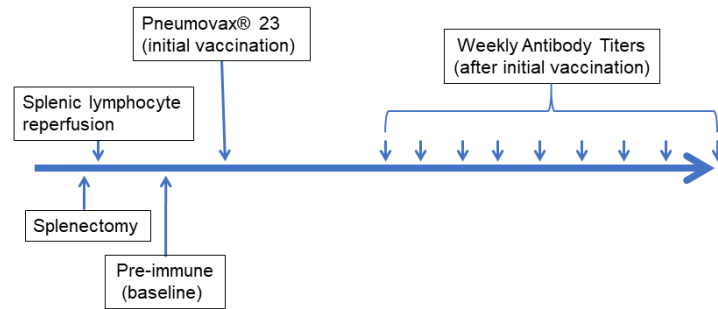 Pneumovax® 23
(initial vaccination)
Weekly Antibody Titers
(after initial vaccination)
Splenic lymphocyte
reperfusion
Splenectomy
Pre-immune
(baseline)